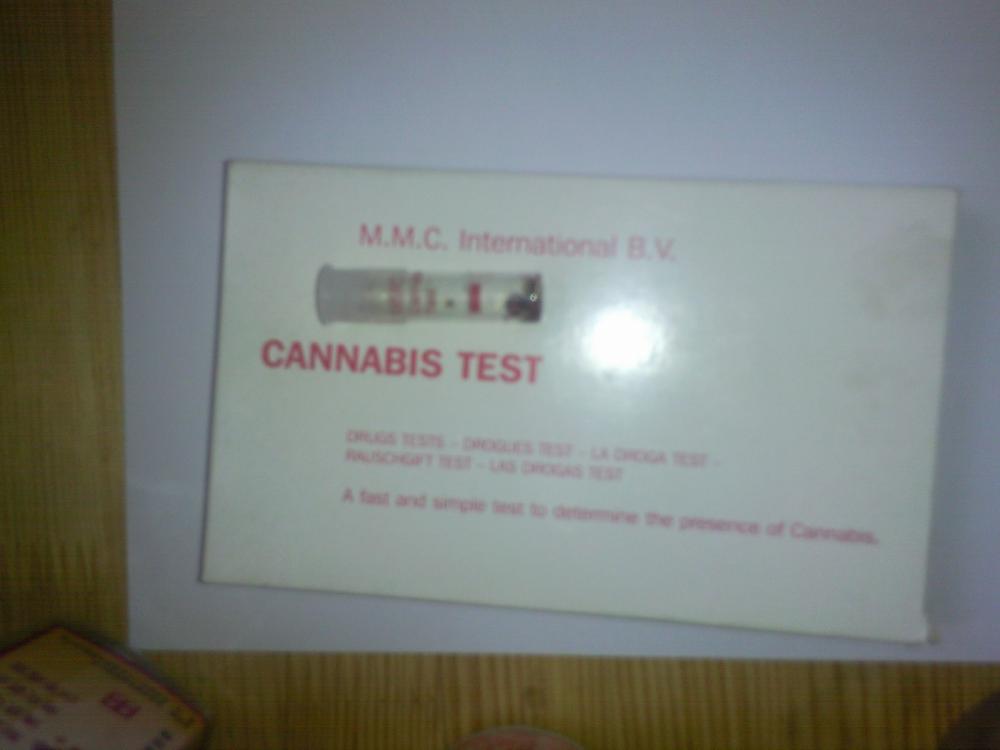 M.M.C. International B.V.
CANNABIS TEST
DRUGS TESTS - DROGUES TEST - LA DROGA TEST -
RAUSCHGIFT TEST - LAS DROGAS TEST
A fast and simple test to determine the presence of Cannabis.